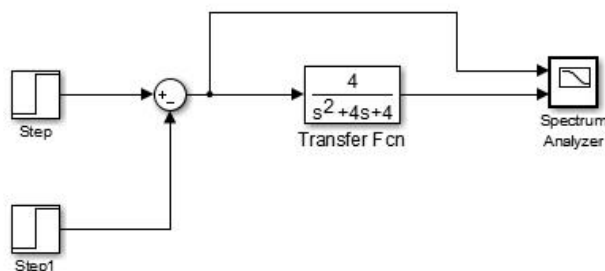 Step
+
-
4
s²+4s+4
Transfer Fcn
Spectrum
Analyzer
Step1